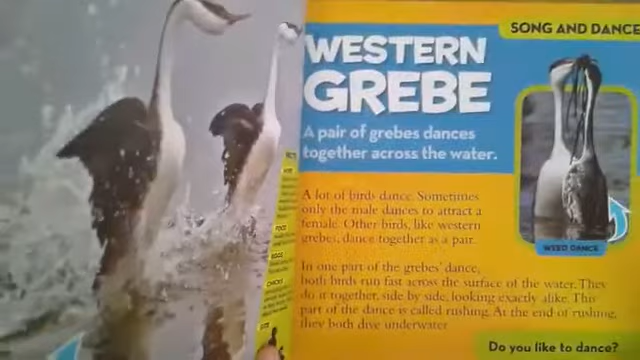 SONG AND DANCE
WESTERN
GREBE
A pair of grebes dances
together across the water.
A lot of birds dance. Sometimes
only the male dances to attract a
female. Other birds, like western
grebes, dance together as a pair.
In one part of the grebes' dance,
both birds run fast across the surface of the water. They
do it together, side by side, looking exactly alike. This
part of the dance is called rushing. At the end of rushing,
they both dive underwater.
WEED DANCE
Do you like to dance?
FACTS
FOOD
EGGS
CHICKS